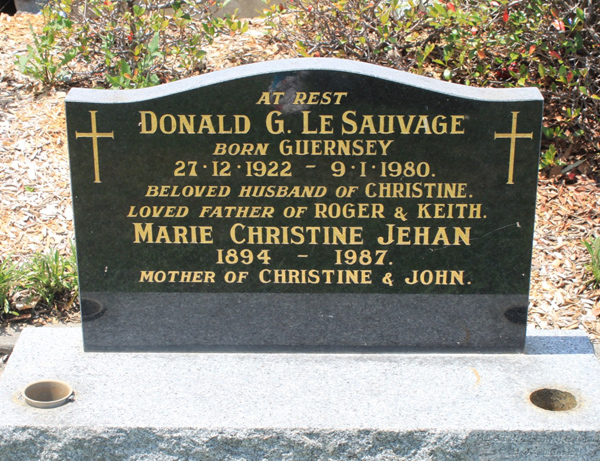 AT REST
DONALD G. LE SAUVAGE
BORN GUERNSEY
27·12·1922 - 9·1·1980.
BELOVED HUSBAND OF CHRISTINE.
LOVED FATHER OF ROGER & KEITH.
MARIE CHRISTINE JEHAN
1894 - 1987.
MOTHER OF CHRISTINE & JOHN.